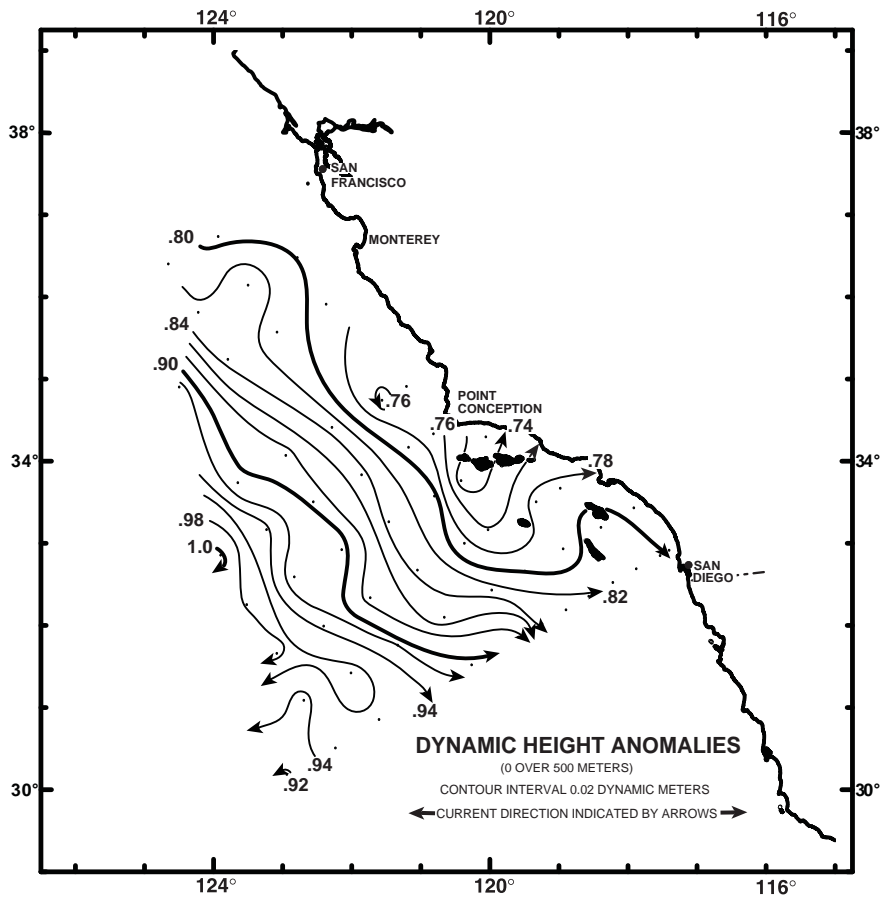 124°
120°
116°
38°
38°
SAN
FRANCISCO
.80
MONTEREY
.84
.90
.76
POINT
CONCEPTION
.76
.74
34°
.78
34°
.98
1.0
SAN
DIEGO
.82
.94
DYNAMIC HEIGHT ANOMALIES
(0 OVER 500 METERS)
.94
.92
30°
CONTOUR INTERVAL 0.02 DYNAMIC METERS
30°
CURRENT DIRECTION INDICATED BY ARROWS
124°
120°
116°